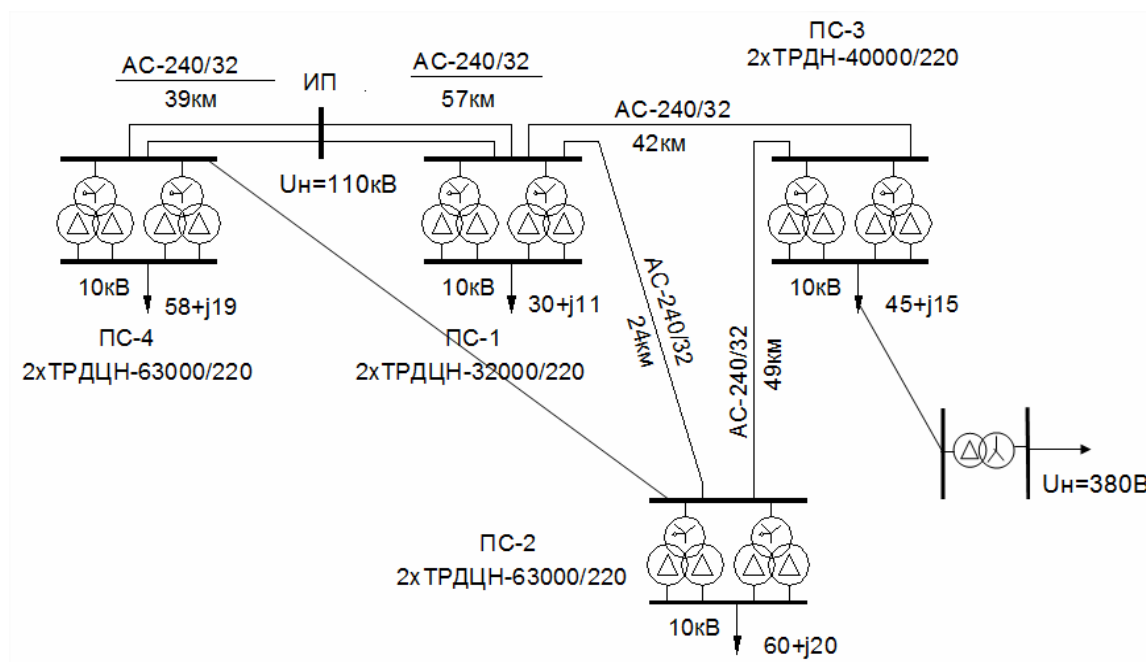 АС-240/32
39км
ИП
АС-240/32
57км
ПС-3
2хТРДН-40000/220
АС-240/32
42км
Uн=110кВ
10кВ
58+j19
ПС-4
2хТРДЦН-63000/220
10кВ
30+j11
ПС-1
2хТРДЦН-32000/220
АС-240/32
24км
АС-240/32
49км
10кВ
45+j15
Uн=380В
ПС-2
2хТРДЦН-63000/220
10кВ
60+j20